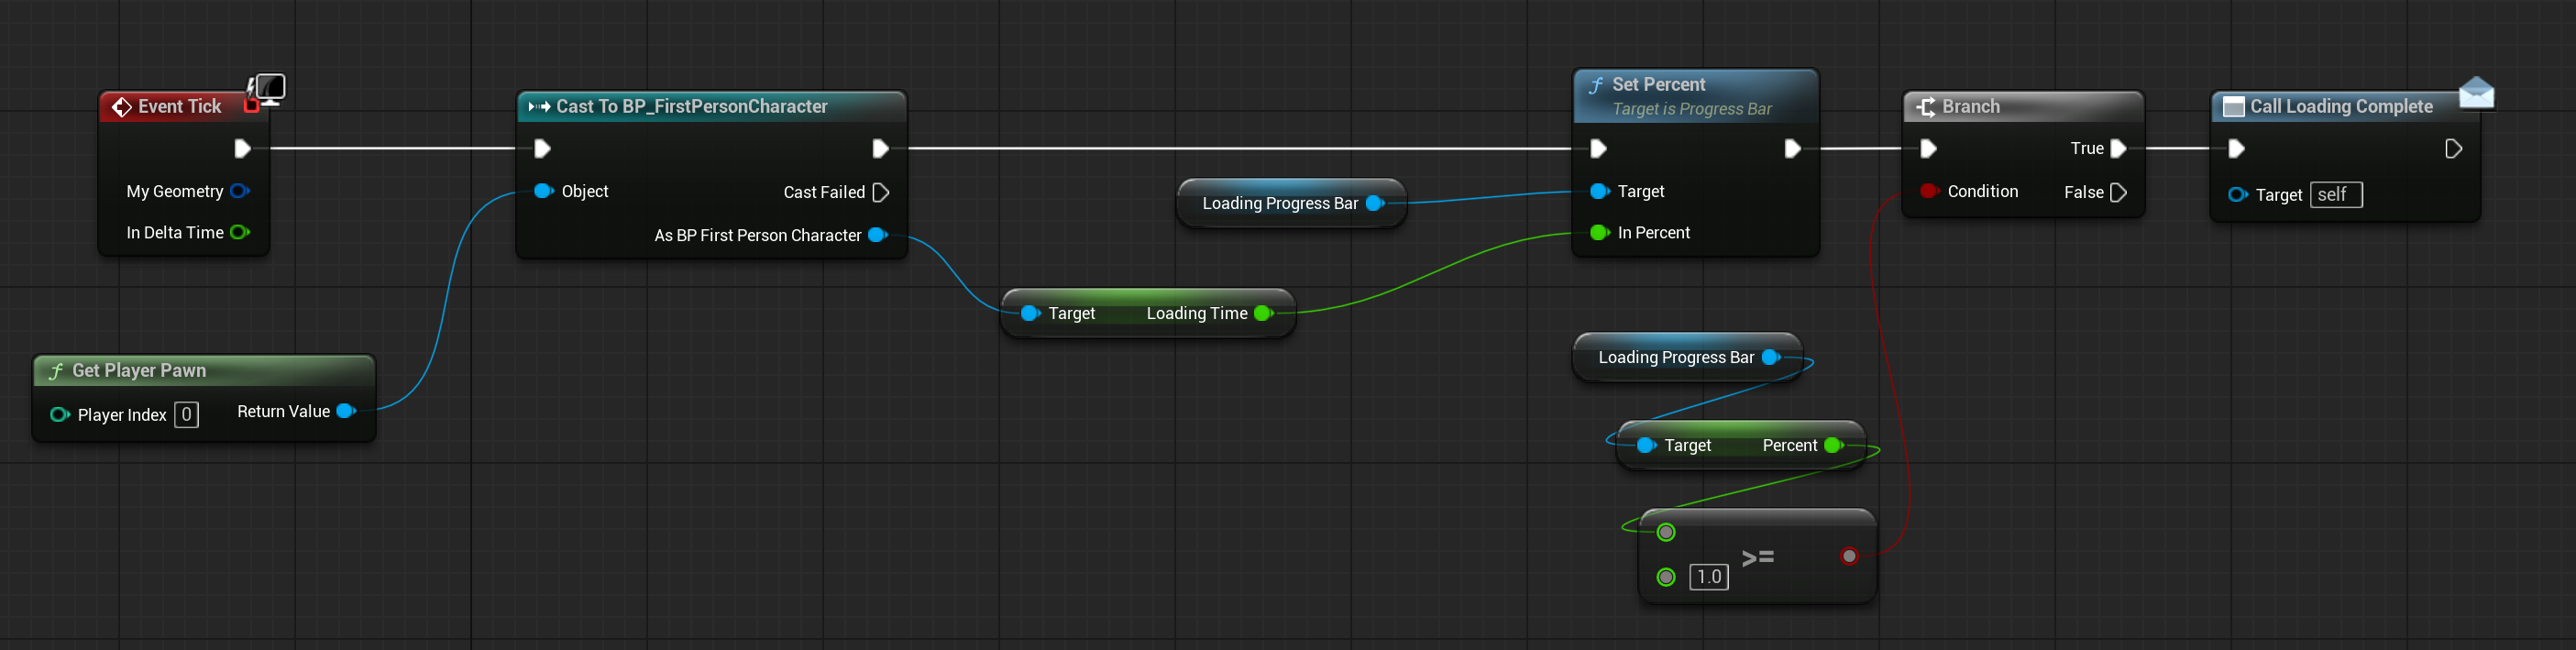 Event Tick
My Geometry
In Delta Time
Get Player Pawn
Player Index 0
Return Value
Cast To BP_FirstPersonCharacter
Object
Cast Failed
As BP First Person Character
Target
Loading Time
Loading Progress Bar
Set Percent
Target is Progress Bar
Target
In Percent
Loading Progress Bar
Target
Percent
>=
1.0
Branch
Condition
True
False
Call Loading Complete
Target self